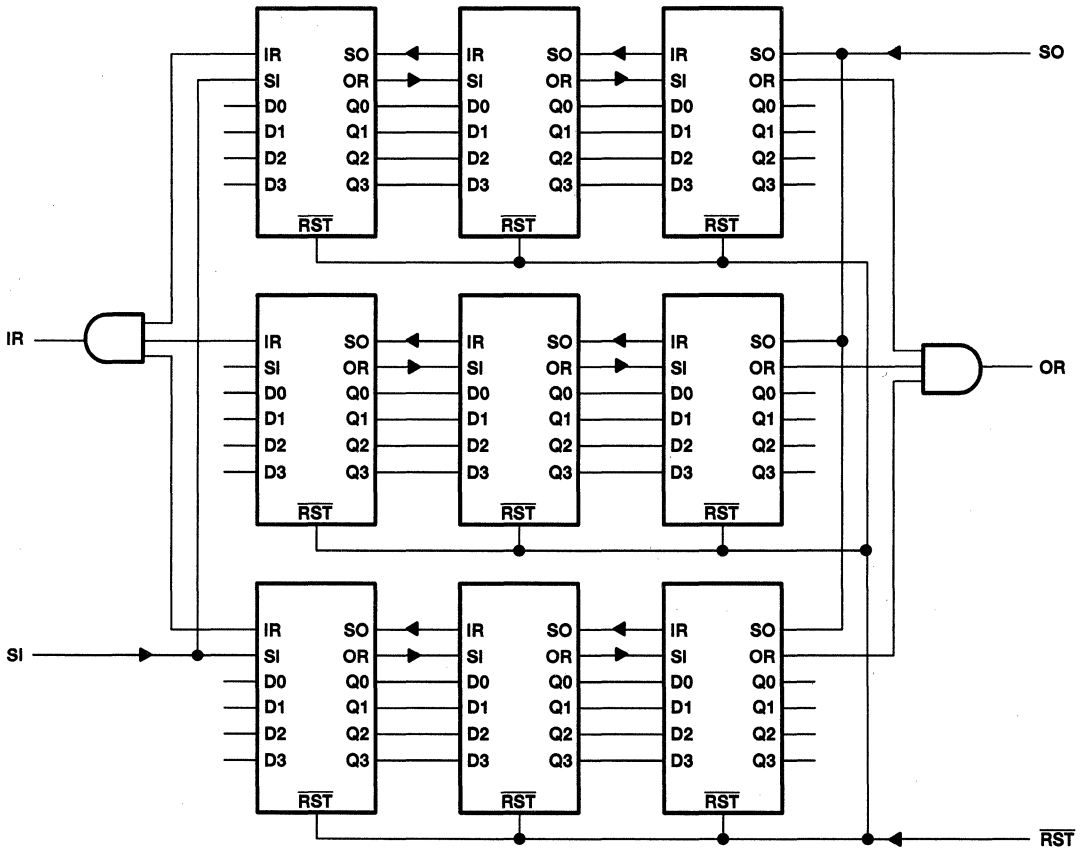 IR SO IR SO IR SO SO
SI OR SI OR SI OR
D0 Q0 D0 Q0 D0 Q0
D1 Q1 D1 Q1 D1 Q1
D2 Q2 D2 Q2 D2 Q2
D3 Q3 D3 Q3 D3 Q3
RST RST RST
IR IR SO IR SO IR SO
SI OR SI OR SI OR OR
D0 Q0 D0 Q0 D0 Q0
D1 Q1 D1 Q1 D1 Q1
D2 Q2 D2 Q2 D2 Q2
D3 Q3 D3 Q3 D3 Q3
RST RST RST
IR SO IR SO IR SO
SI SI OR SI OR SI OR
D0 Q0 D0 Q0 D0 Q0
D1 Q1 D1 Q1 D1 Q1
D2 Q2 D2 Q2 D2 Q2
D3 Q3 D3 Q3 D3 Q3
RST RST RST
RST